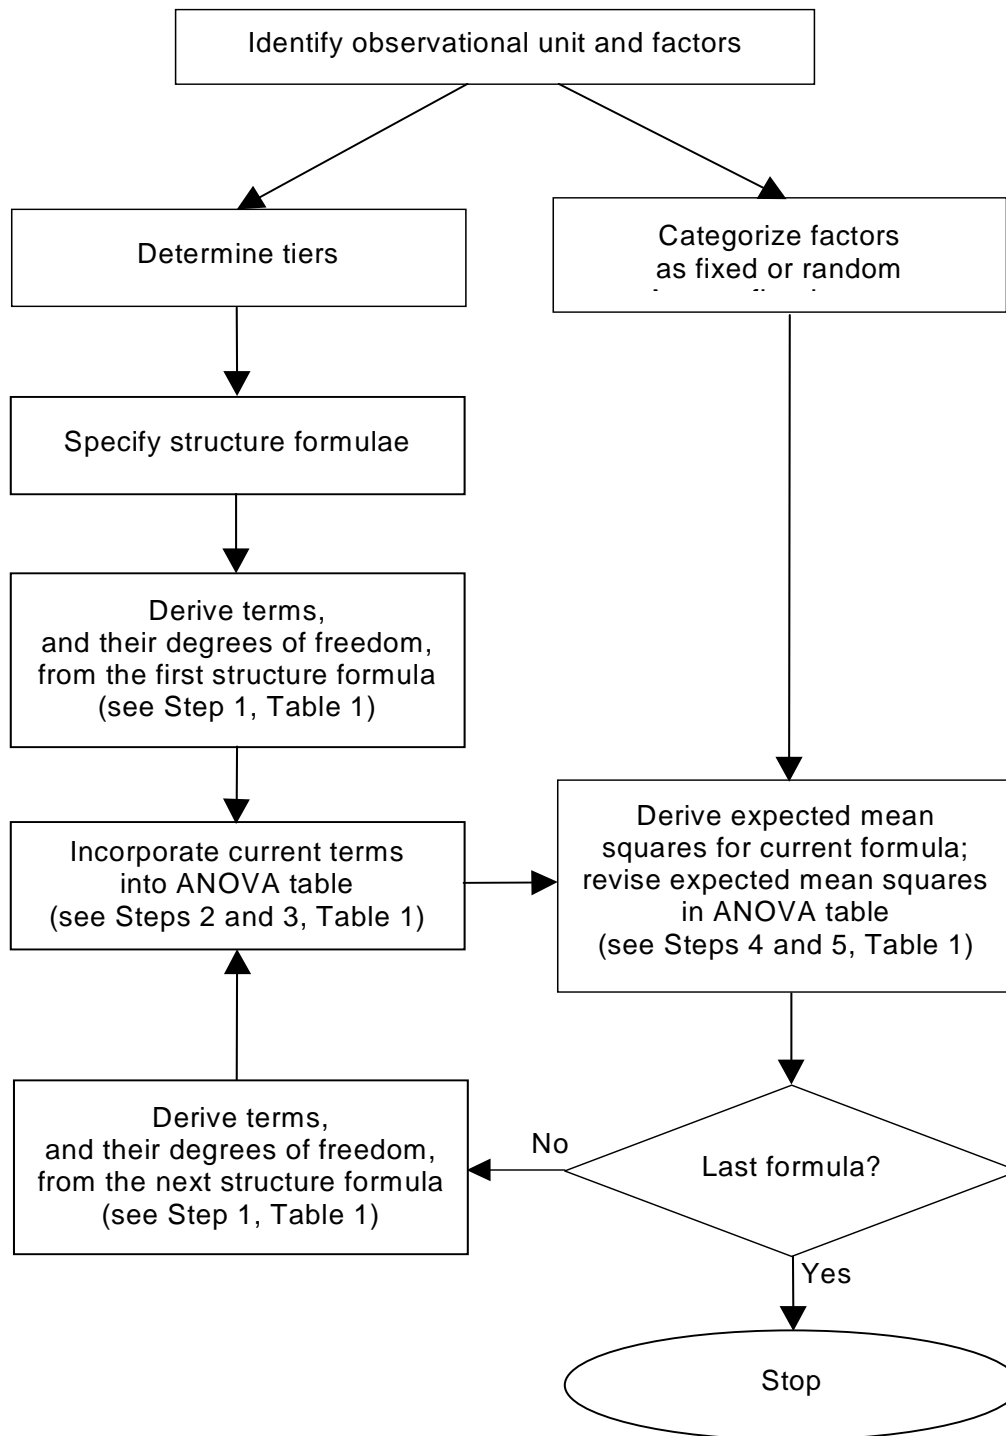 Identify observational unit and factors
Determine tiers
Categorize factors
as fixed or random
Specify structure formulae
Derive terms,
and their degrees of freedom,
from the first structure formula
(see Step 1, Table 1)
Incorporate current terms
into ANOVA table
(see Steps 2 and 3, Table 1)
Derive expected mean
squares for current formula;
revise expected mean squares
in ANOVA table
(see Steps 4 and 5, Table 1)
Derive terms,
and their degrees of freedom,
from the next structure formula
(see Step 1, Table 1)
No
Last formula?
Yes
Stop